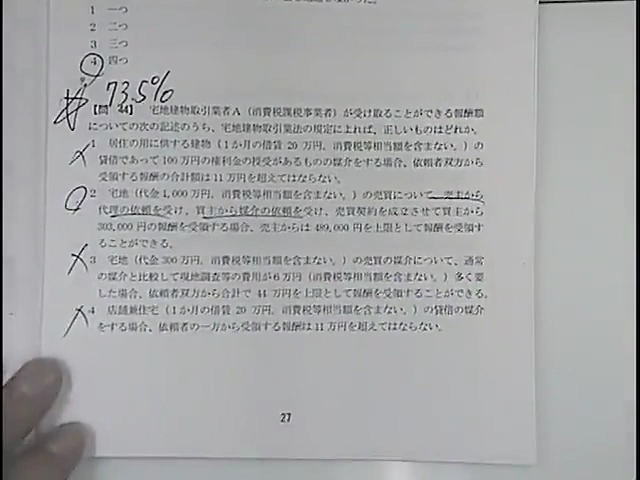 1 一つ
2 二つ
3 三つ
4 四つ
73.5%
【問 44】 宅地建物取引業者A(消費税課税事業者)が受け取ることができる報酬額
についての次の記述のうち、宅地建物取引業法の規定によれば、正しいものはどれか。
1 居住の用に供する建物(1か月の借賃 20 万円。消費税等相当額を含まない。)の
貸借であって100万円の権利金の授受があるものの媒介をする場合、依頼者双方から
受領する報酬の合計額は11万円を超えてはならない。
2 宅地(代金1,000万円。消費税等相当額を含まない。)の売買について、売主から
代理の依頼を受け、買主から媒介の依頼を受け、売買契約を成立させて買主から
303,000円の報酬を受領する場合、売主からは 489,000円を上限として報酬を受領す
ることができる。
3 宅地(代金300万円。消費税等相当額を含まない。)の売買の媒介について、通常
の媒介と比較して現地調査等の費用が6万円(消費税等相当額を含まない。)多く要
した場合、依頼者双方から合計で 44 万円を上限として報酬を受領することができる。
4 店舗兼住宅(1か月の借賃 20 万円。消費税等相当額を含まない。)の貸借の媒介
をする場合、依頼者の一方から受領する報酬は11万円を超えてはならない。
27